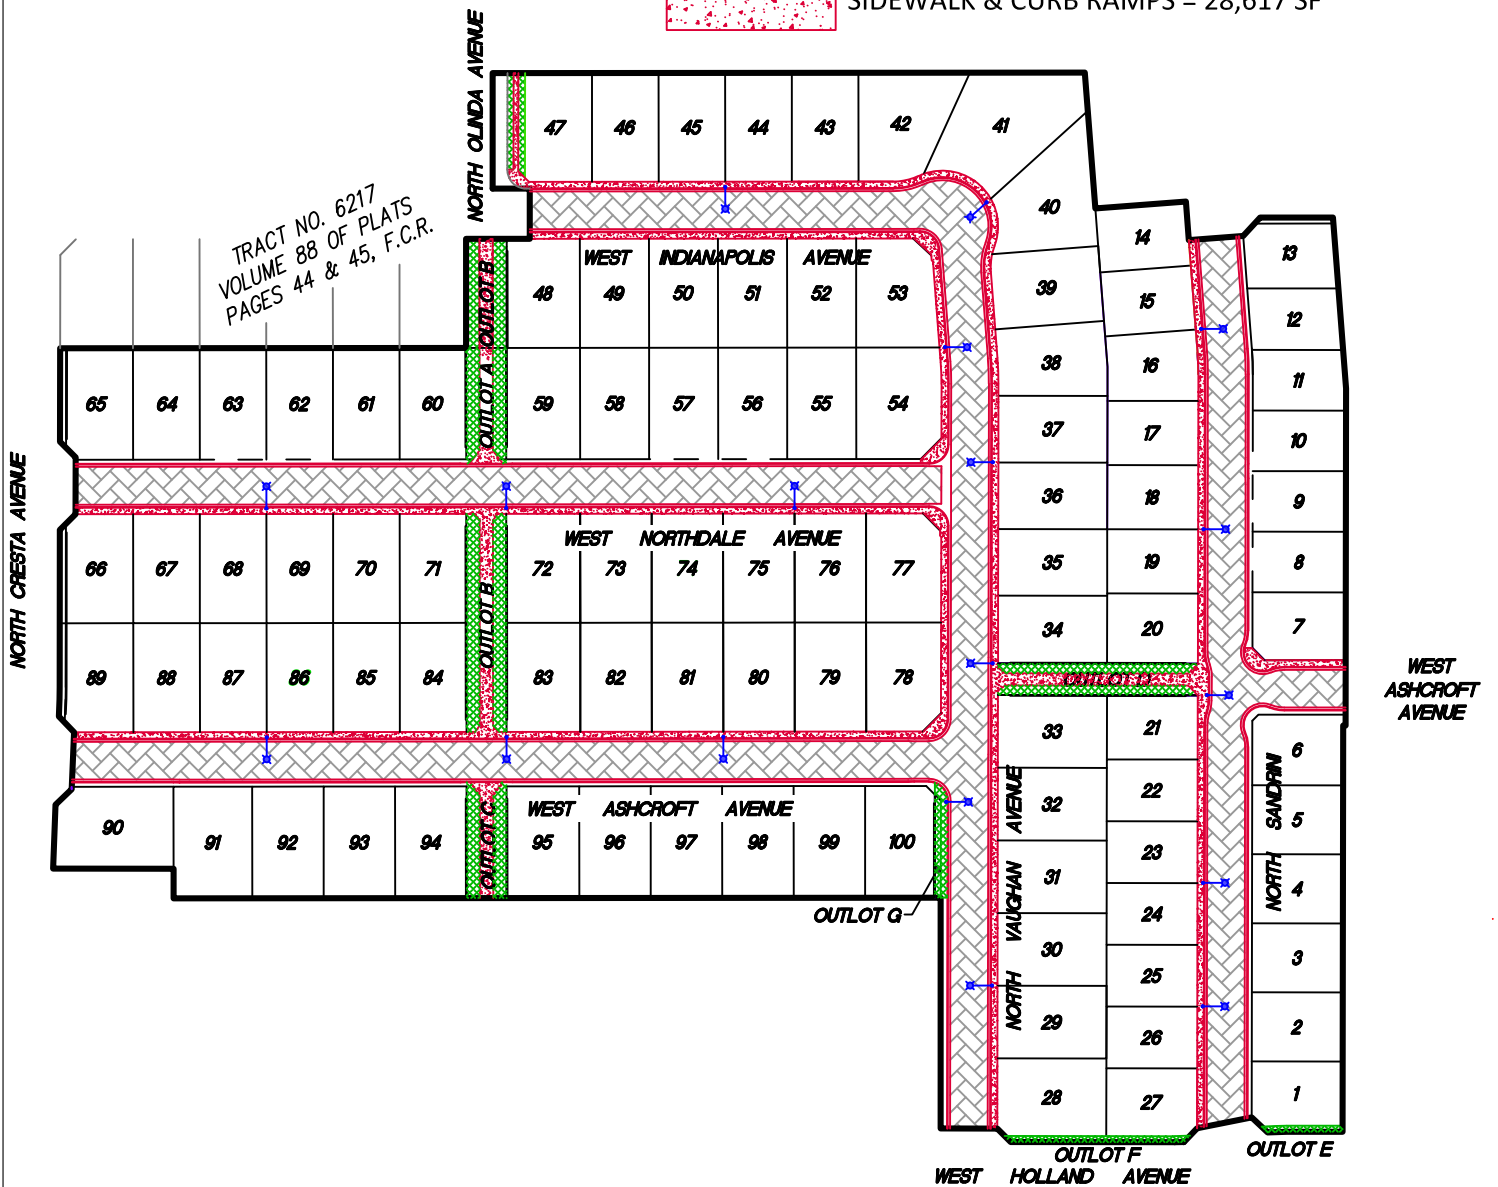 SIDEWALK & CURB RAMPS = 28,617 SF
NORTH OLINDA AVENUE
TRACT NO. 6217
VOLUME 88 OF PLATS
PAGES 44 & 45, F.C.R.
47 46 45 44 43 42 41
40
14
13
WEST INDIANAPOLIS AVENUE
OUTLOT B
48 49 50 51 52 53
39
15
12
38
16
11
65 64 63 62 61 60
OUTLOT A
59 58 57 56 55 54
37
17
10
36
18
9
NORTH CRESTA AVENUE
WEST NORTHDALE AVENUE
66 67 68 69 70 71
72 73 74 75 76 77
35
19
8
OUTLOT B
34
20
7
89 88 87 86 85 84
83 82 81 80 79 78
OUTLOT D
WEST
ASHCROFT
AVENUE
33
21
6
32
22
5
NORTH SANDRINI
WEST ASHCROFT AVENUE
90
91 92 93 94
OUTLOT C
95 96 97 98 99 100
NORTH VAUGHAN AVENUE
31
23
4
OUTLOT G
30
24
3
29
25
2
26
28
27
1
OUTLOT F
OUTLOT E
WEST HOLLAND AVENUE